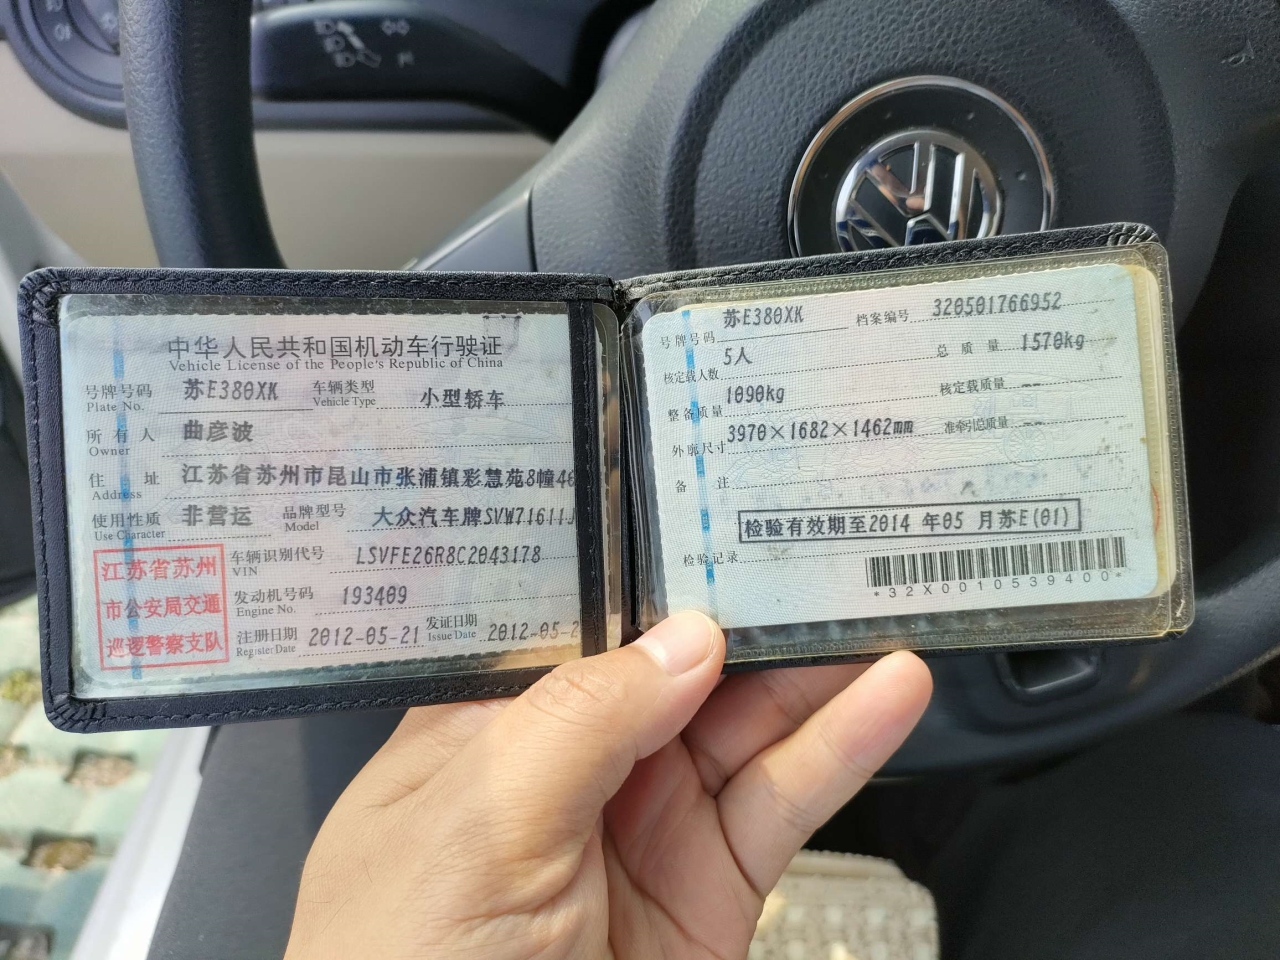 中华人民共和国机动车行驶证
Vehicle License of the People's Republic of China
号牌号码 苏E380XK 车辆类型 小型轿车
Plate No. Vehicle Type
所有人 曲彦波
Owner
住址 江苏省苏州市昆山市张浦镇彩慧苑8幢40
Address
使用性质 非营运 品牌型号 大众汽车牌SVW71611J
Use Character Model
江苏省苏州
市公安局交通
巡逻警察支队
车辆识别代号 LSVFE26R8C2043178
VIN
发动机号码 193409
Engine No.
注册日期 2012-05-21 发证日期 2012-05-2
Register Date Issue Date
号牌号码 苏E380XK 档案编号 320501766952
核定载人数 5人 总质量 1570kg
整备质量 1090kg 核定载质量 --
外廓尺寸 3970×1682×1462mm 准牵引总质量 --
备注
检验有效期至2014 年05 月苏E(01)
检验记录
*32X0010539400*